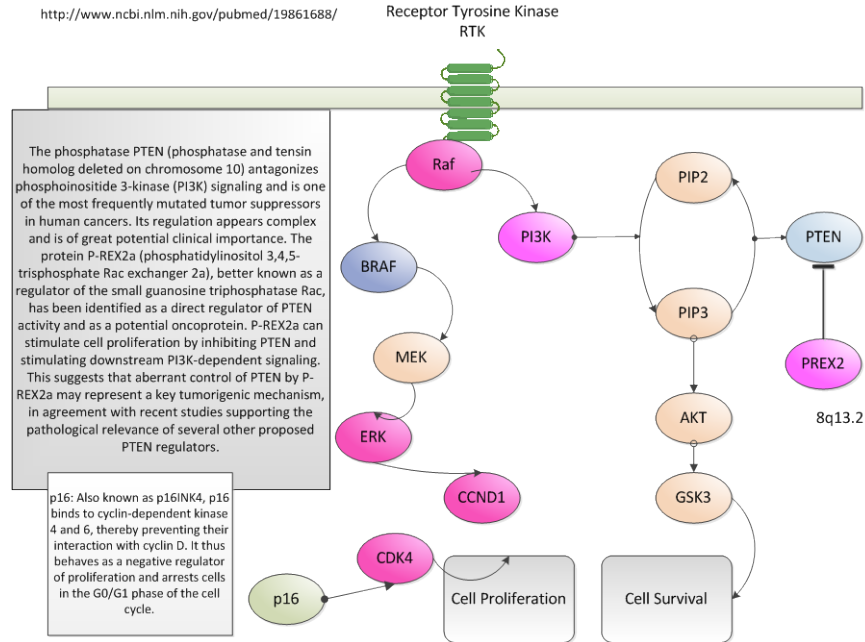 http://www.ncbi.nlm.nih.gov/pubmed/19861688/
Receptor Tyrosine Kinase
RTK
The phosphatase PTEN (phosphatase and tensin
homolog deleted on chromosome 10) antagonizes
phosphoinositide 3-kinase (PI3K) signaling and is one
of the most frequently mutated tumor suppressors
in human cancers. Its regulation appears complex
and is of great potential clinical importance. The
protein P-REX2a (phosphatidylinositol 3,4,5-
trisphosphate Rac exchanger 2a), better known as a
regulator of the small guanosine triphosphatase Rac,
has been identified as a direct regulator of PTEN
activity and as a potential oncoprotein. P-REX2a can
stimulate cell proliferation by inhibiting PTEN and
stimulating downstream PI3K-dependent signaling.
This suggests that aberrant control of PTEN by P-
REX2a may represent a key tumorigenic mechanism,
in agreement with recent studies supporting the
pathological relevance of several other proposed
PTEN regulators.
p16: Also known as p16INK4, p16
binds to cyclin-dependent kinase
4 and 6, thereby preventing their
interaction with cyclin D. It thus
behaves as a negative regulator
of proliferation and arrests cells
in the G0/G1 phase of the cell
cycle.
Raf
PI3K
PIP2
PTEN
BRAF
PIP3
MEK
PREX2
8q13.2
ERK
AKT
CCND1
GSK3
CDK4
p16
Cell Proliferation
Cell Survival